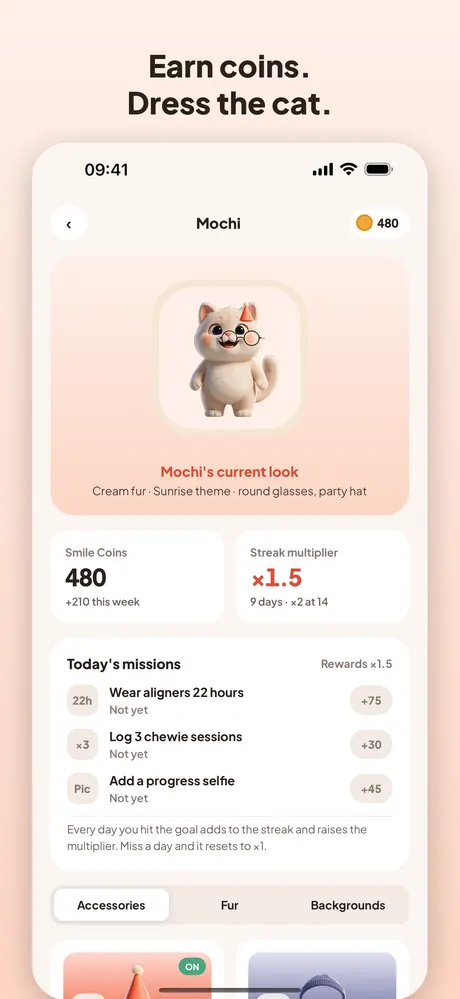 Earn coins.
Dress the cat.
09:41
‹
Mochi
480
Mochi's current look
Cream fur · Sunrise theme · round glasses, party hat
Smile Coins
480
+210 this week
Streak multiplier
×1.5
9 days · ×2 at 14
Today's missions
Rewards ×1.5
22h
Wear aligners 22 hours
Not yet
+75
×3
Log 3 chewie sessions
Not yet
+30
Pic
Add a progress selfie
Not yet
+45
Every day you hit the goal adds to the streak and raises the
multiplier. Miss a day and it resets to ×1.
Accessories
Fur
Backgrounds
ON